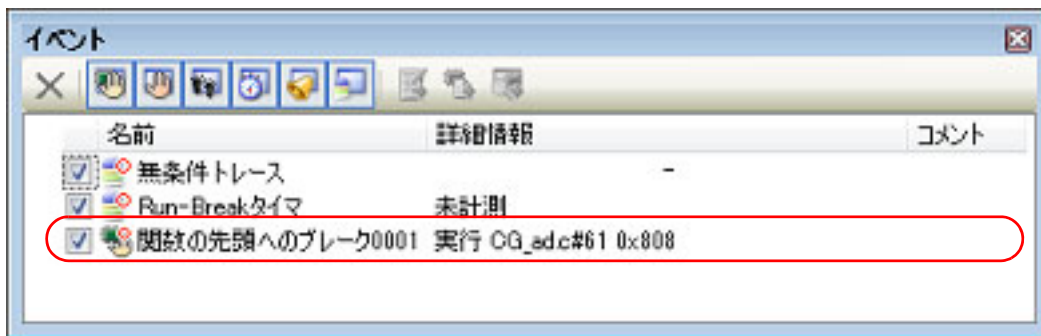 イベント
名前 詳細情報 コメント
無条件トレース -
Run-Breakタイマ 未計測
関数の先頭へのブレーク0001 実行 CG_ad.c#61 0x808